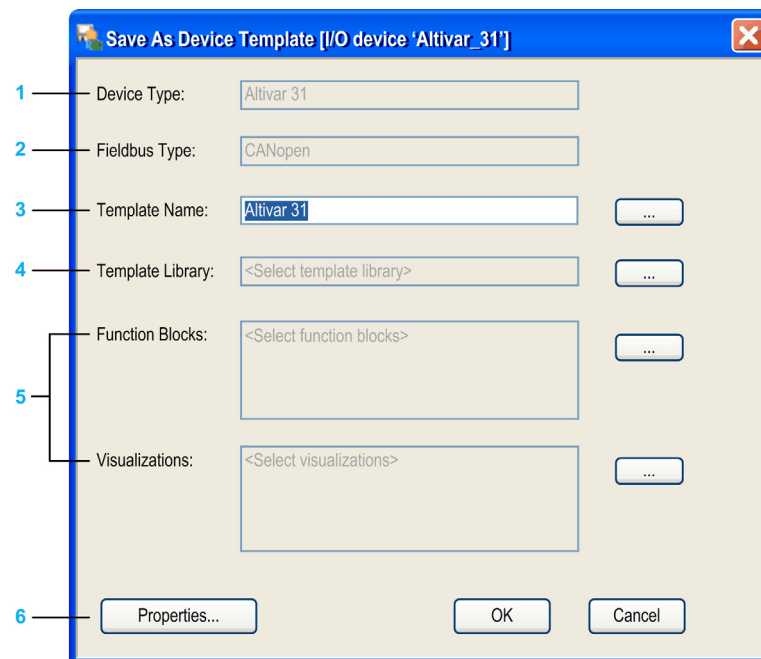 Save As Device Template [I/O device ‘Altivar_31’]
1 Device Type: Altivar 31
2 Fieldbus Type: CANopen
3 Template Name: Altivar 31 ...
4 Template Library: <Select template library> ...
Function Blocks: <Select function blocks> ...
5
Visualizations: <Select visualizations> ...
6 Properties... OK Cancel